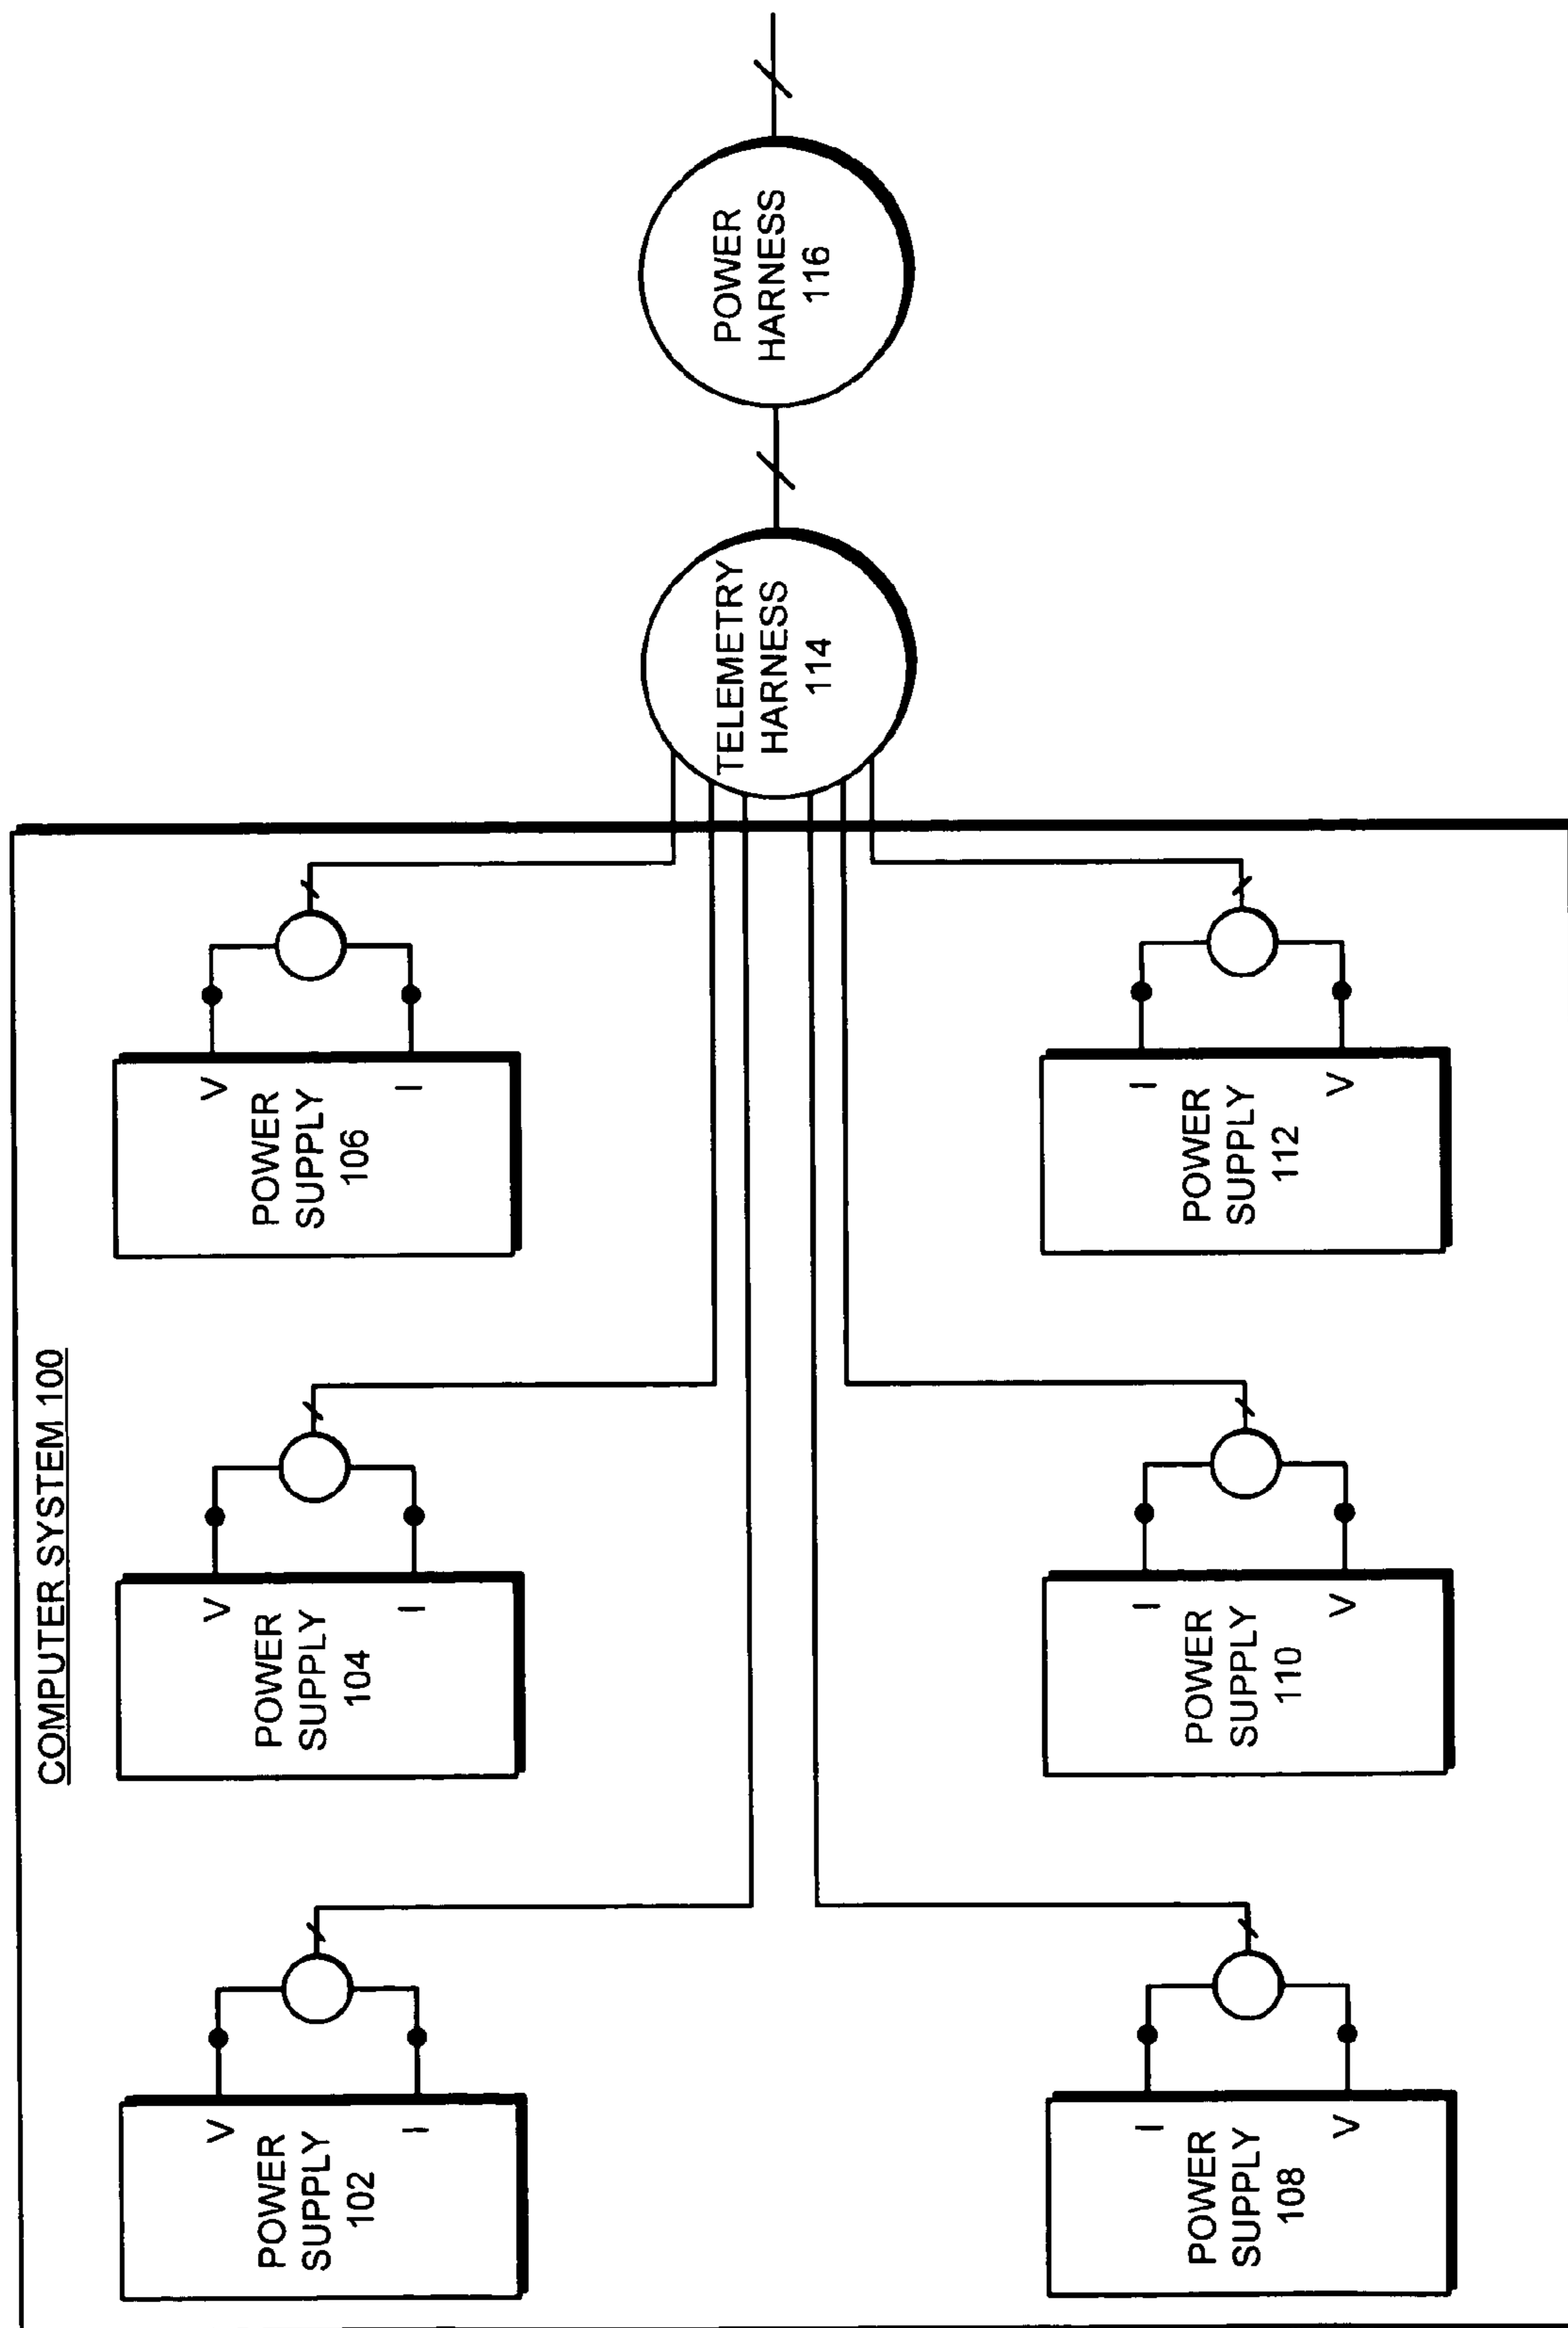 COMPUTER SYSTEM 100
V
I
POWER
SUPPLY
102
V
I
POWER
SUPPLY
104
V
I
POWER
SUPPLY
106
I
V
POWER
SUPPLY
108
I
V
POWER
SUPPLY
110
I
V
POWER
SUPPLY
112
TELEMETRY
HARNESS
114
POWER
HARNESS
116